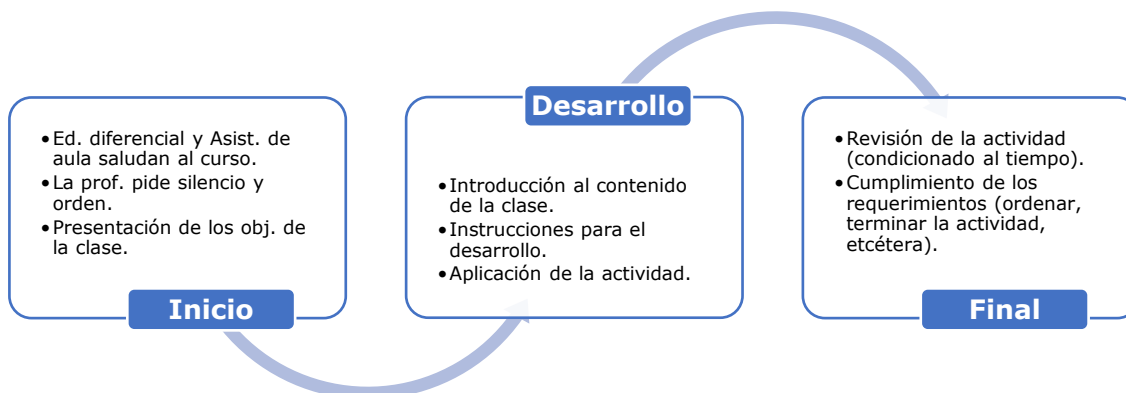 •Ed. diferencial y Asist. de
aula saludan al curso.
•La prof. pide silencio y
orden.
•Presentación de los obj. de
la clase.
Inicio
Desarrollo
•Introducción al contenido
de la clase.
•Instrucciones para el
desarrollo.
•Aplicación de la actividad.
•Revisión de la actividad
(condicionado al tiempo).
•Cumplimiento de los
requerimientos (ordenar,
terminar la actividad,
etcétera).
Final